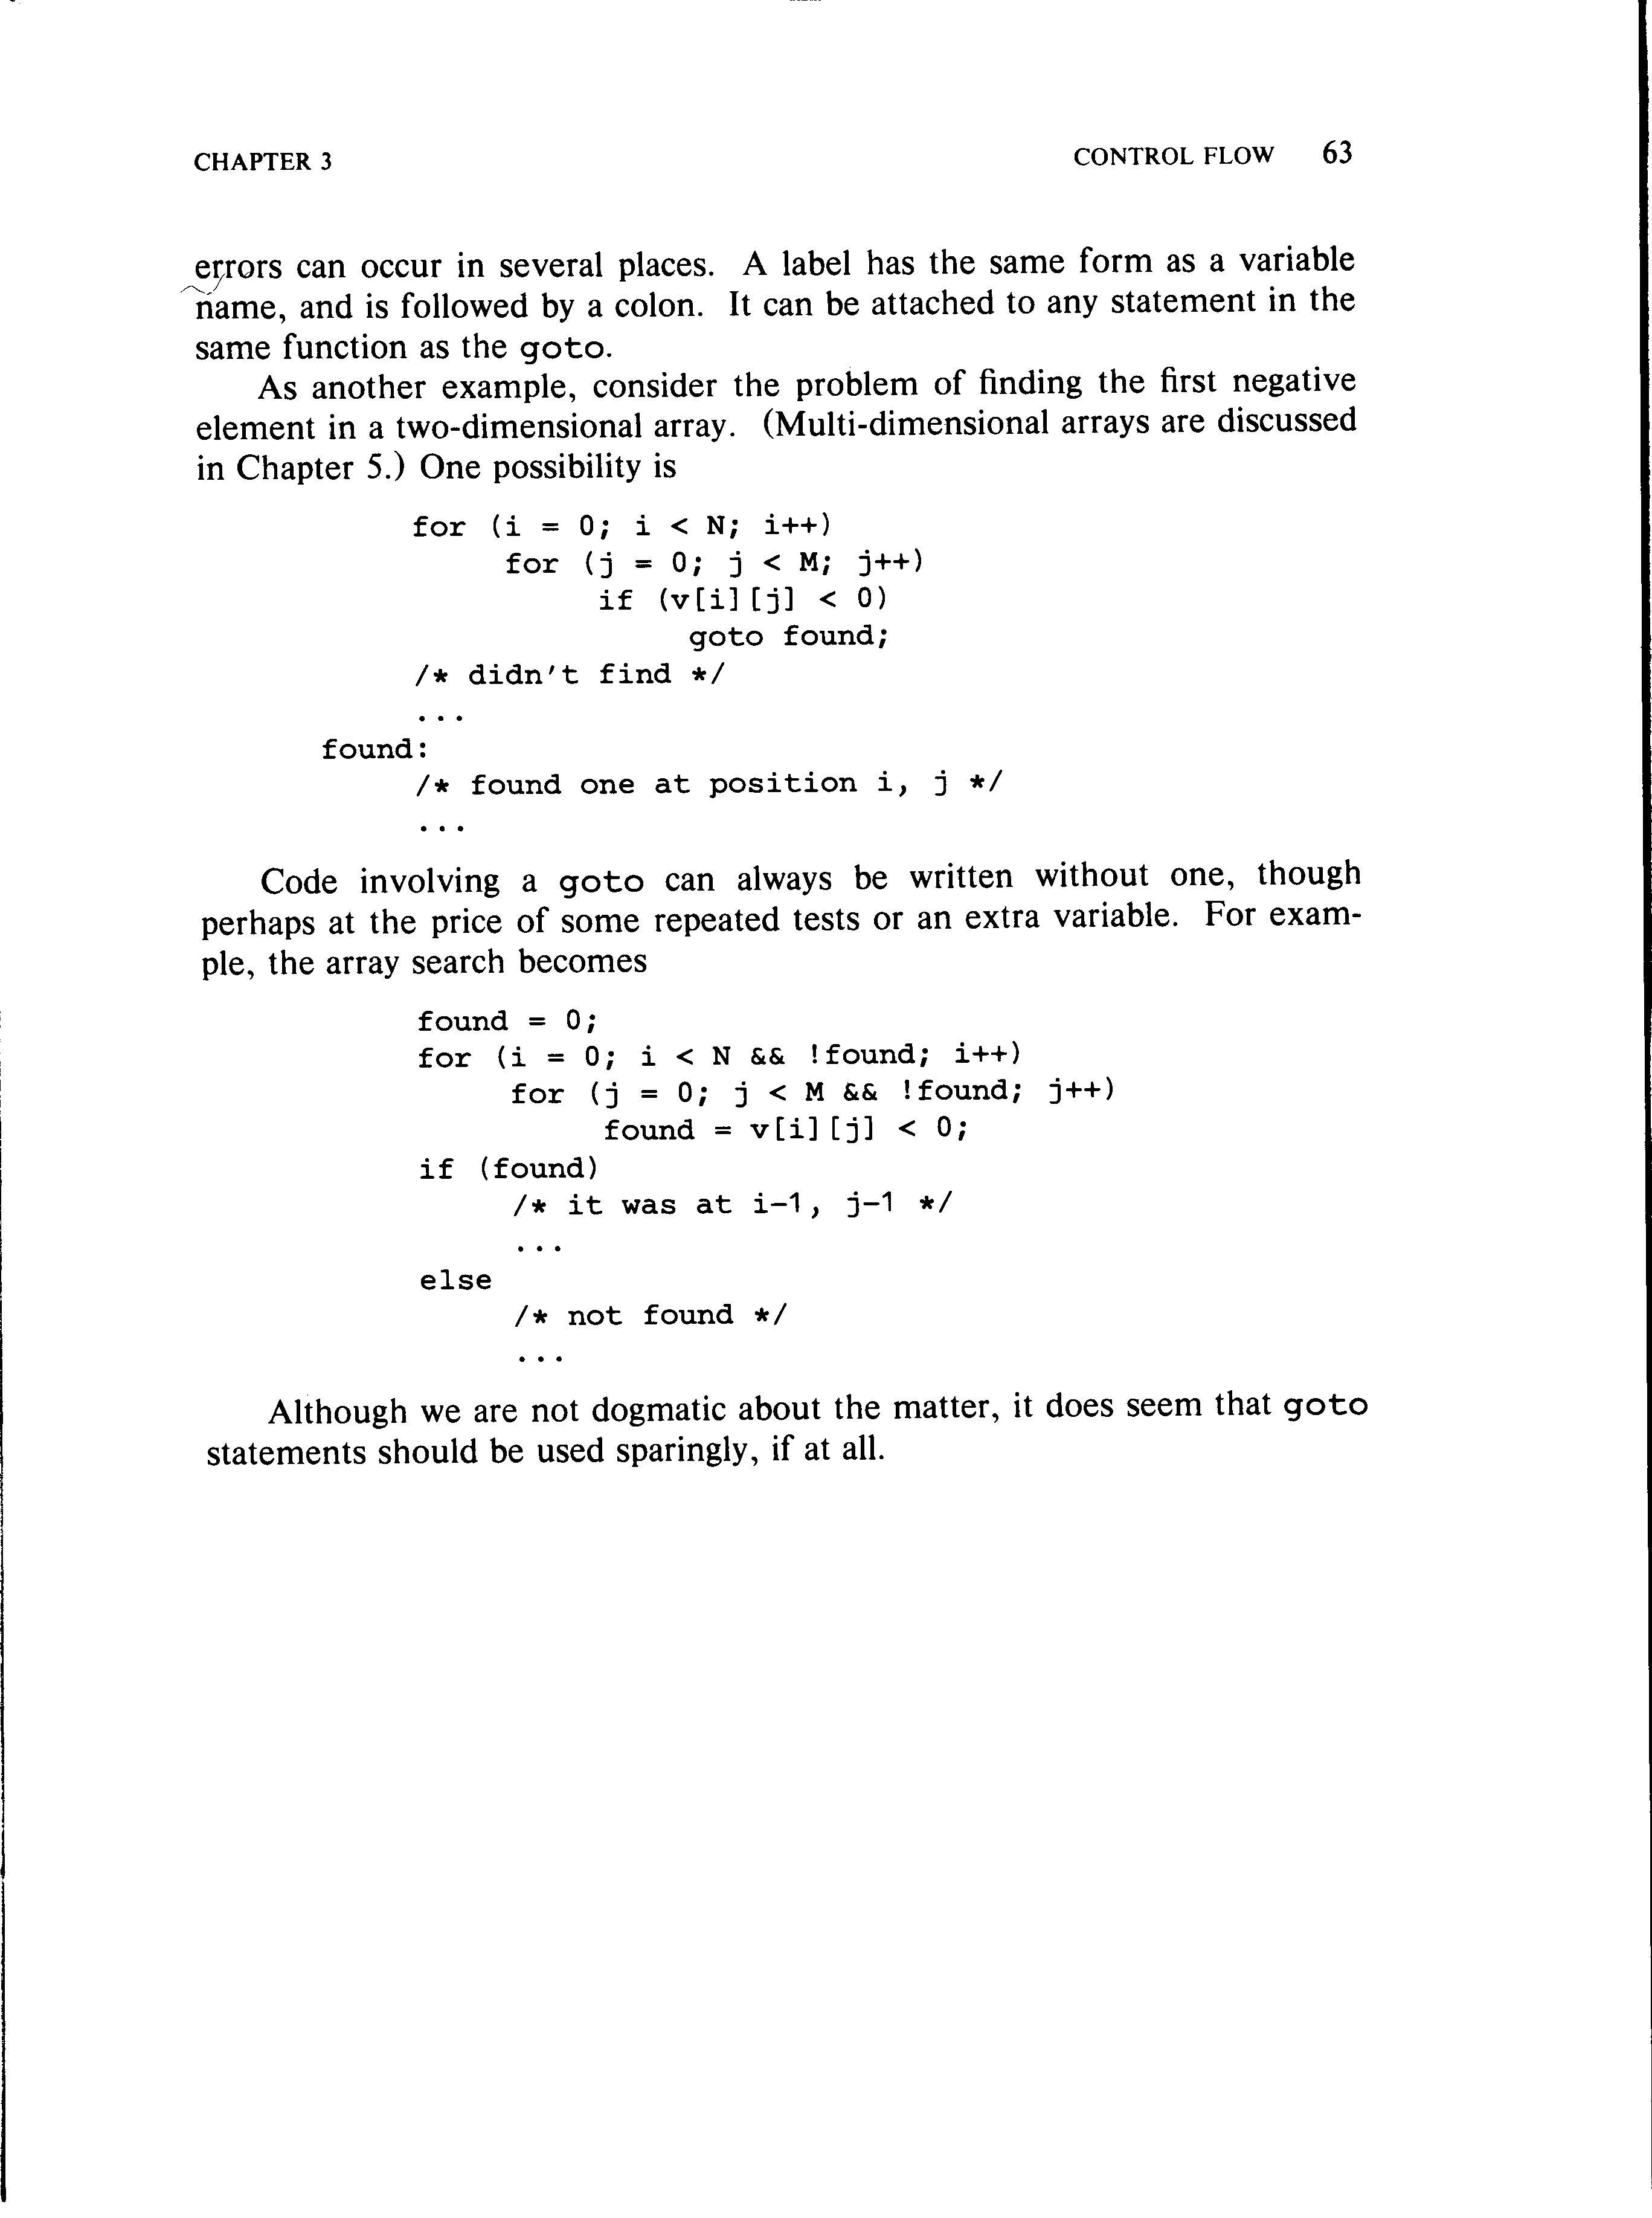 CHAPTER 3 CONTROL FLOW 63
errors can occur in several places. A label has the same form as a variable
name, and is followed by a colon. It can be attached to any statement in the
same function as the goto.
As another example, consider the problem of finding the first negative
element in a two-dimensional array. (Multi-dimensional arrays are discussed
in Chapter 5.) One possibility is
for (i = 0; i < N; i++)
for (j = 0; j < M; j++)
if (v[i][j] < 0)
goto found;
/* didn't find */
...
found:
/* found one at position i, j */
...
Code involving a goto can always be written without one, though
perhaps at the price of some repeated tests or an extra variable. For exam-
ple, the array search becomes
found = 0;
for (i = 0; i < N && !found; i++)
for (j = 0; j < M && !found; j++)
found = v[i][j] < 0;
if (found)
/* it was at i-1, j-1 */
...
else
/* not found */
...
Although we are not dogmatic about the matter, it does seem that goto
statements should be used sparingly, if at all.